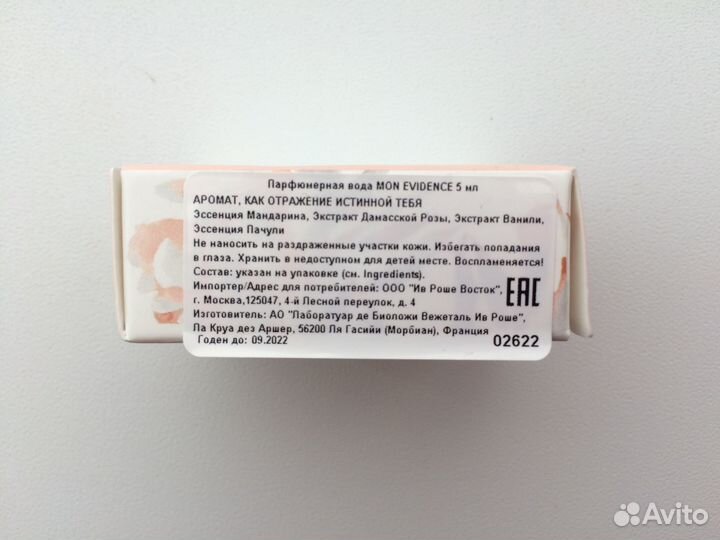 Парфюмерная вода MON EVIDENCE 5 мл
АРОМАТ, КАК ОТРАЖЕНИЕ ИСТИННОЙ ТЕБЯ
Эссенция Мандарина, Экстракт Дамасской Розы, Экстракт Ванили,
Эссенция Пачули
Не наносить на раздраженные участки кожи. Избегать попадания
в глаза. Хранить в недоступном для детей месте. Воспламеняется!
Состав: указан на упаковке (см. Ingredients).
Импортер/Адрес для потребителей: ООО "Ив Роше Восток",
г. Москва,125047, 4-й Лесной переулок, д. 4
EAC
Изготовитель: АО "Лаборатуар де Биоложи Вежеталь Ив Роше",
Ла Круа дез Аршер, 56200 Ля Гасийи (Морбиан), Франция
Годен до: 09.2022
02622
Avito